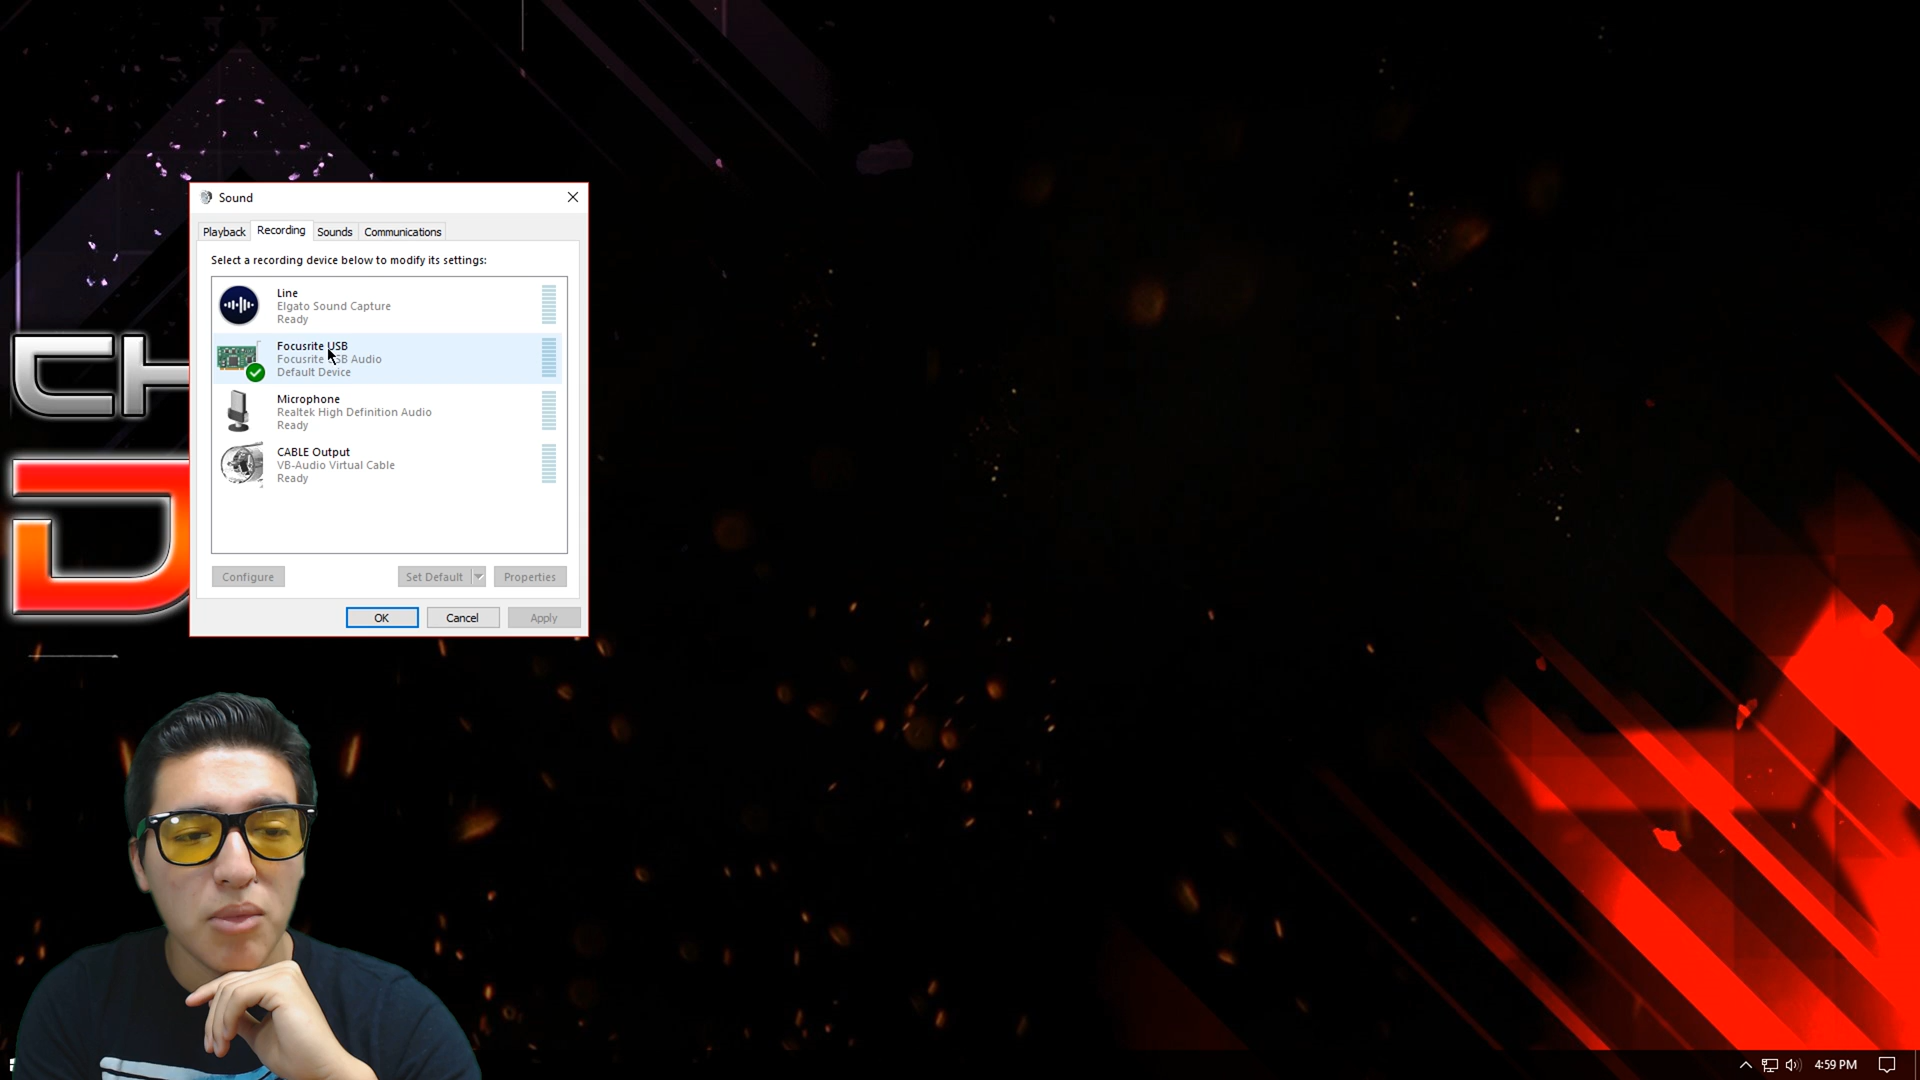 Sound
Playback
Recording
Sounds
Communications
Select a recording device below to modify its settings:
Line
Elgato Sound Capture
Ready
Focusrite USB
Focusrite USB Audio
Default Device
Microphone
Realtek High Definition Audio
Ready
CABLE Output
VB-Audio Virtual Cable
Ready
Configure
Set Default
Properties
OK
Cancel
Apply
CH
D
4:59 PM